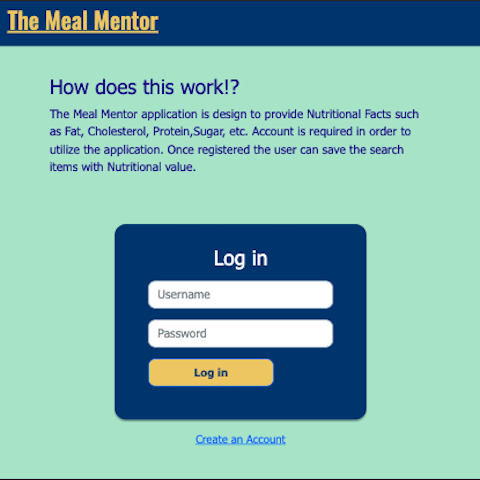 The Meal Mentor
How does this work!?
The Meal Mentor application is design to provide Nutritional Facts such
as Fat, Cholesterol, Protein,Sugar, etc. Account is required in order to
utilize the application. Once registered the user can save the search
items with Nutritional value.
Log in
Username
Password
Log in
Create an Account